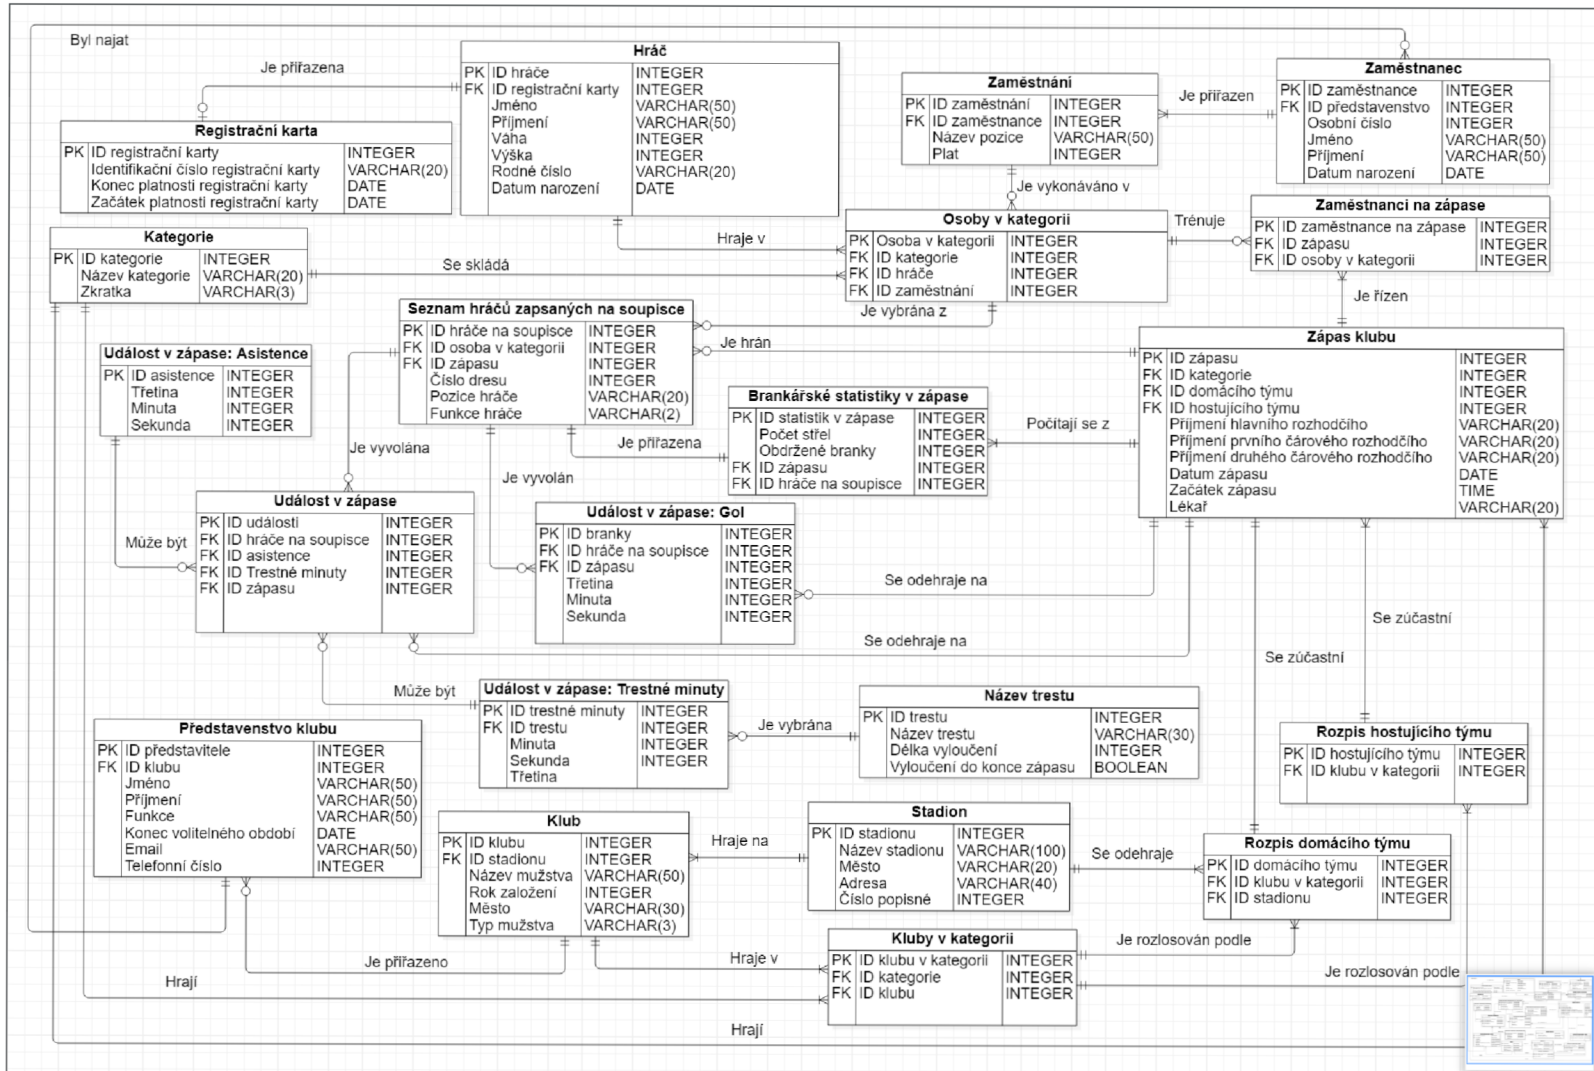 Byl najat
Hráč
PK ID hráče INTEGER
FK ID registrační karty INTEGER
Jméno VARCHAR(50)
Příjmení VARCHAR(50)
Váha INTEGER
Výška INTEGER
Rodné číslo VARCHAR(20)
Datum narození DATE
Je přiřazena
Registrační karta
PK ID registrační karty INTEGER
Identifikační číslo registrační karty VARCHAR(20)
Konec platnosti registrační karty DATE
Začátek platnosti registrační karty DATE
Zaměstnání
PK ID zaměstnání INTEGER
FK ID zaměstnance INTEGER
Název pozice VARCHAR(50)
Plat INTEGER
Je přiřazen
Zaměstnanec
PK ID zaměstnance INTEGER
FK ID představenstvo INTEGER
Osobní číslo INTEGER
Jméno VARCHAR(50)
Příjmení VARCHAR(50)
Datum narození DATE
Je vykonáváno v
Kategorie
PK ID kategorie INTEGER
Název kategorie VARCHAR(20)
Zkratka VARCHAR(3)
Hraje v
Se skládá
Osoby v kategorii
PK Osoba v kategorii INTEGER
FK ID kategorie INTEGER
FK ID hráče INTEGER
FK ID zaměstnání INTEGER
Trénuje
Zaměstnanci na zápase
PK ID zaměstnance na zápase INTEGER
FK ID zápasu INTEGER
FK ID osoby v kategorii INTEGER
Je řízen
Je vybrána z
Je hrán
Seznam hráčů zapsaných na soupisce
PK ID hráče na soupisce INTEGER
FK ID osoba v kategorii INTEGER
FK ID zápasu INTEGER
Číslo dresu INTEGER
Pozice hráče VARCHAR(20)
Funkce hráče VARCHAR(2)
Zápas klubu
PK ID zápasu INTEGER
FK ID kategorie INTEGER
FK ID domácího týmu INTEGER
FK ID hostujícího týmu INTEGER
Příjmení hlavního rozhodčího VARCHAR(20)
Příjmení prvního čárového rozhodčího VARCHAR(20)
Příjmení druhého čárového rozhodčího VARCHAR(20)
Datum zápasu DATE
Začátek zápasu TIME
Lékař VARCHAR(20)
Událost v zápase: Asistence
PK ID asistence INTEGER
Třetina INTEGER
Minuta INTEGER
Sekunda INTEGER
Brankářské statistiky v zápase
PK ID statistik v zápase INTEGER
Počet střel INTEGER
Obdržené branky INTEGER
FK ID zápasu INTEGER
FK ID hráče na soupisce INTEGER
Počítají se z
Je přiřazena
Je vyvolána
Je vyvolán
Může být
Událost v zápase
PK ID události INTEGER
FK ID hráče na soupisce INTEGER
FK ID asistence INTEGER
FK ID Trestné minuty INTEGER
FK ID zápasu INTEGER
Událost v zápase: Gol
PK ID branky INTEGER
FK ID hráče na soupisce INTEGER
FK ID zápasu INTEGER
Třetina INTEGER
Minuta INTEGER
Sekunda INTEGER
Se odehraje na
Se odehraje na
Se zúčastní
Se zúčastní
Může být
Událost v zápase: Trestné minuty
PK ID trestné minuty INTEGER
FK ID trestu INTEGER
Minuta INTEGER
Sekunda INTEGER
Třetina
Je vybrána
Název trestu
PK ID trestu INTEGER
Název trestu VARCHAR(30)
Délka vyloučení INTEGER
Vyloučení do konce zápasu BOOLEAN
Představenstvo klubu
PK ID představitele INTEGER
FK ID klubu INTEGER
Jméno VARCHAR(50)
Příjmení VARCHAR(50)
Funkce VARCHAR(50)
Konec volitelného období DATE
Email VARCHAR(50)
Telefonní číslo INTEGER
Rozpis hostujícího týmu
PK ID hostujícího týmu INTEGER
FK ID klubu v kategorii INTEGER
Klub
PK ID klubu INTEGER
FK ID stadionu INTEGER
Název mužstva VARCHAR(50)
Rok založení INTEGER
Město VARCHAR(30)
Typ mužstva VARCHAR(3)
Hraje na
Stadion
PK ID stadionu INTEGER
Název stadionu VARCHAR(100)
Město VARCHAR(20)
Adresa VARCHAR(40)
Číslo popisné INTEGER
Se odehraje
Rozpis domácího týmu
PK ID domácího týmu INTEGER
FK ID klubu v kategorii INTEGER
FK ID stadionu INTEGER
Je přiřazeno
Hraje v
Kluby v kategorii
PK ID klubu v kategorii INTEGER
FK ID kategorie INTEGER
FK ID klubu INTEGER
Je rozlosován podle
Je rozlosován podle
Hrají
Hrají